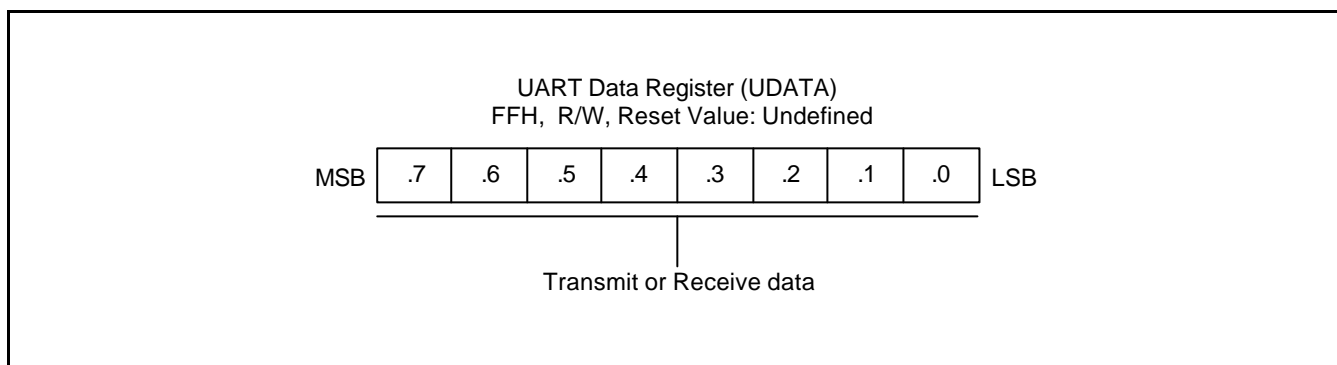 UART Data Register (UDATA)
FFH, R/W, Reset Value: Undefined
MSB .7 .6 .5 .4 .3 .2 .1 .0 LSB
Transmit or Receive data